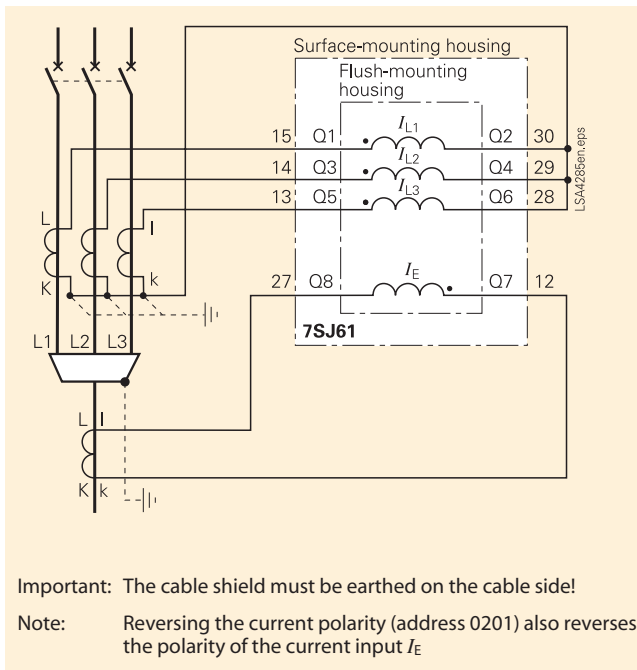 Surface-mounting housing
Flush-mounting
housing
15 Q1 IL1 Q2 30
14 Q3 IL2 Q4 29
13 Q5 IL3 Q6 28
LSA4285en.eps
L l
K k
27 Q8 IE Q7 12
7SJ61
L1 L2 L3
L l
K k
Important: The cable shield must be earthed on the cable side!
Note: Reversing the current polarity (address 0201) also reverses
the polarity of the current input IE